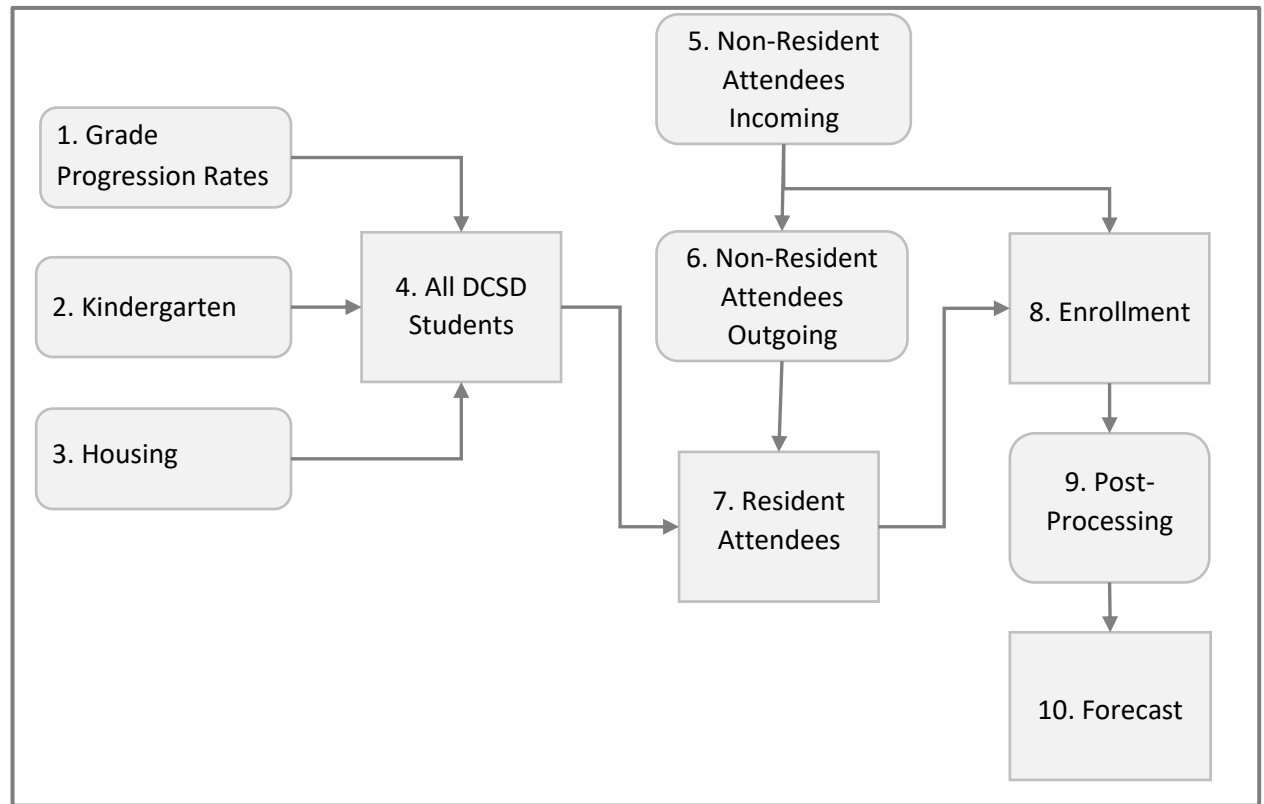 1. Grade
Progression Rates
2. Kindergarten
3. Housing
4. All DCSD
Students
5. Non-Resident
Attendees
Incoming
6. Non-Resident
Attendees
Outgoing
7. Resident
Attendees
8. Enrollment
9. Post-
Processing
10. Forecast